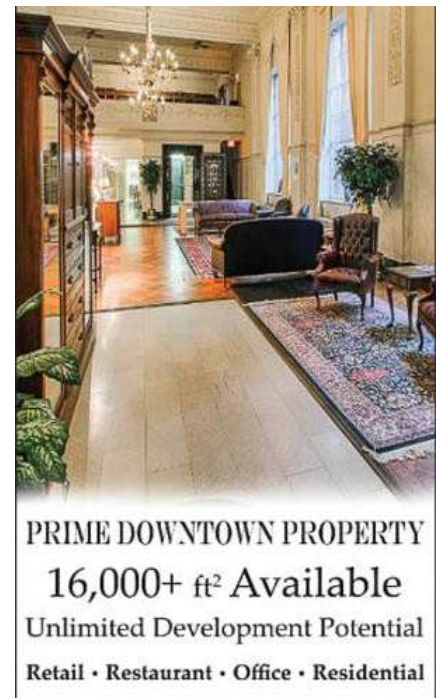 PRIME DOWNTOWN PROPERTY
16,000+ ft² Available
Unlimited Development Potential
Retail • Restaurant • Office • Residential